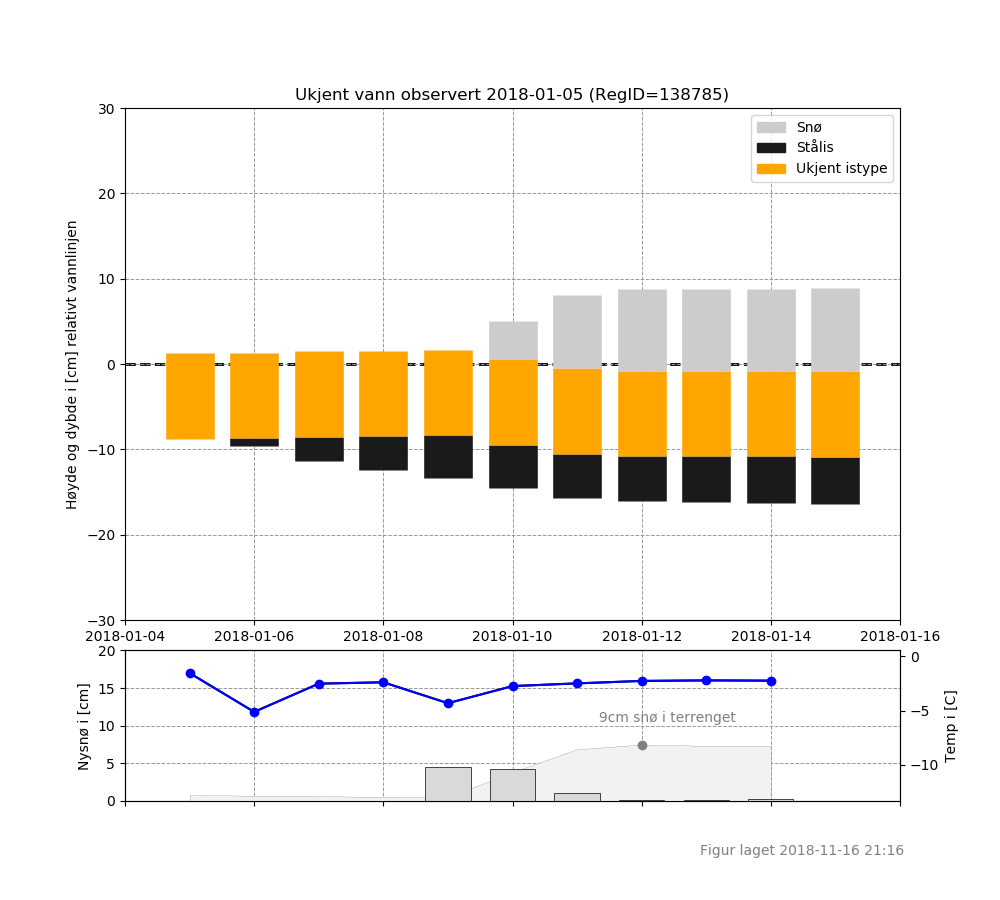 Ukjent vann observert 2018-01-05 (RegID=138785)
Høyde og dybde i [cm] relativt vannlinjen
30
20
10
0
−10
−20
−30
Snø
Stålis
Ukjent istype
2018-01-04
2018-01-06
2018-01-08
2018-01-10
2018-01-12
2018-01-14
2018-01-16
Nysnø i [cm]
20
15
10
5
0
9cm snø i terrenget
0
−5
−10
Temp i [C]
Figur laget 2018-11-16 21:16